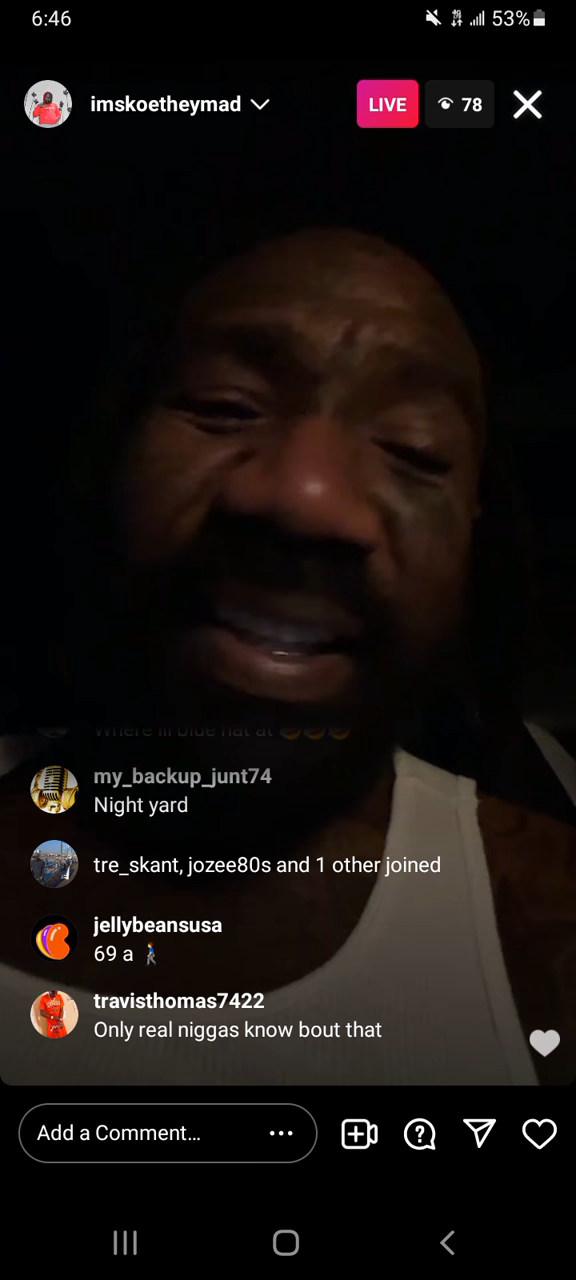 6:46
53%
imskoetheymad
LIVE
78
my_backup_junt74
Night yard
tre_skant, jozee80s and 1 other joined
jellybeansusa
69 a 🚶
travisthomas7422
Only real niggas know bout that
Add a Comment...